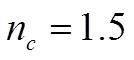 n_c = 1.5